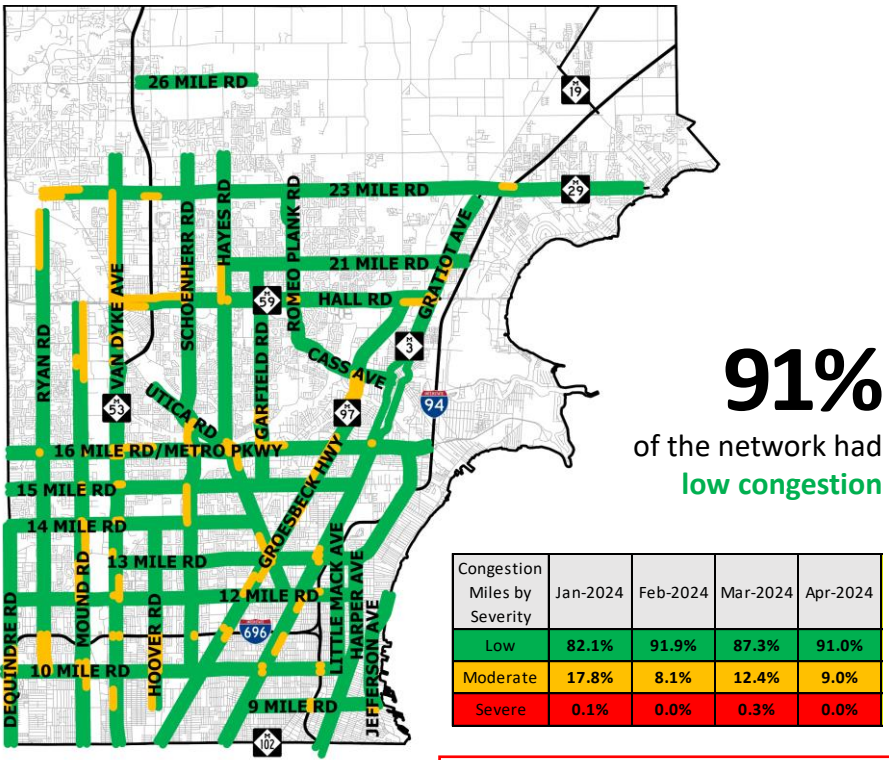 26 MILE RD
M
19
23 MILE RD
M
29
21 MILE RD
HALL RD
M
59
RYAN RD
VAN DYKE AVE
SCHOENHERR RD
HAYES RD
ROMEO PLANK RD
GRATIOT AVE
GARFIELD RD
CASS AVE
M
3
M
53
UTICA RD
M
97
INTERSTATE
94
16 MILE RD/METRO PKWY
15 MILE RD
14 MILE RD
13 MILE RD
12 MILE RD
GROESBECK HWY
MOUND RD
DEQUINDRE RD
HOOVER RD
LITTLE MACK AVE
HARPER AVE
JEFFERSON AVE
INTERSTATE
696
10 MILE RD
9 MILE RD
M
102
91%
of the network had
low congestion
Congestion
Miles by
Severity
Jan-2024 Feb-2024 Mar-2024 Apr-2024
Low 82.1% 91.9% 87.3% 91.0%
Moderate 17.8% 8.1% 12.4% 9.0%
Severe 0.1% 0.0% 0.3% 0.0%